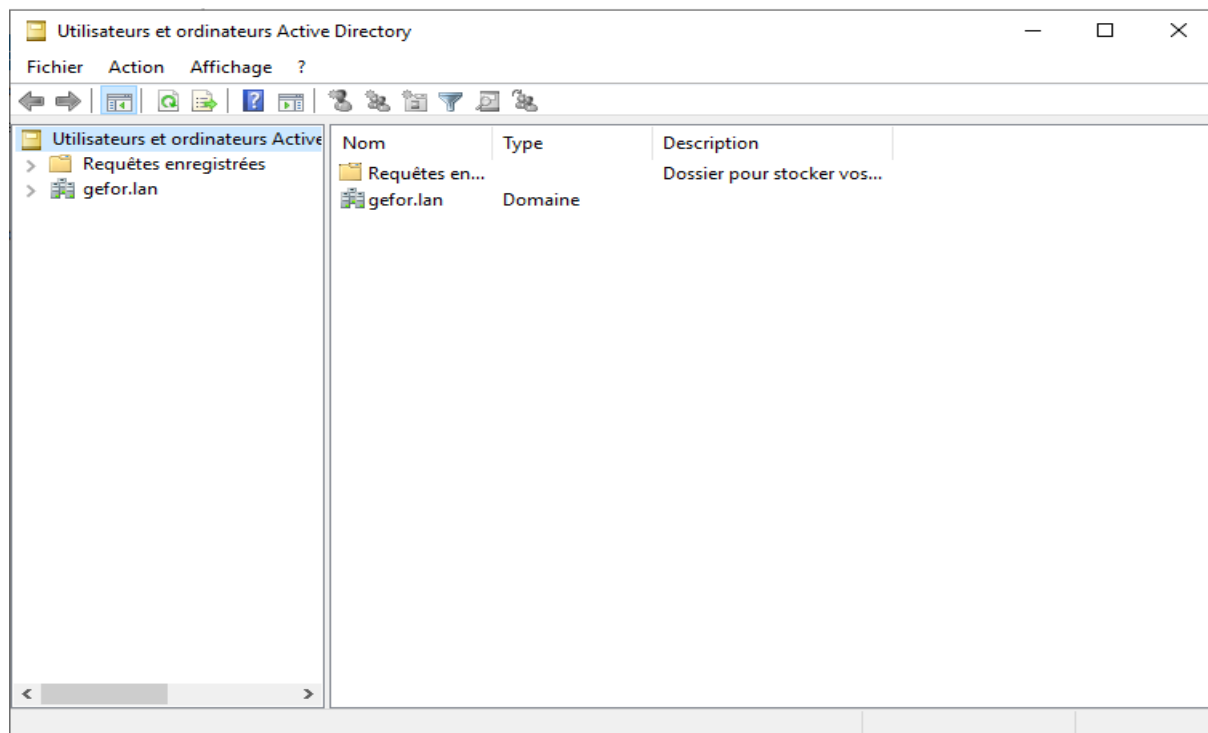 Utilisateurs et ordinateurs Active Directory
Fichier Action Affichage ?
Utilisateurs et ordinateurs Active
Requêtes enregistrées
gefor.lan
Nom Type Description
Requêtes en... Dossier pour stocker vos...
gefor.lan Domaine